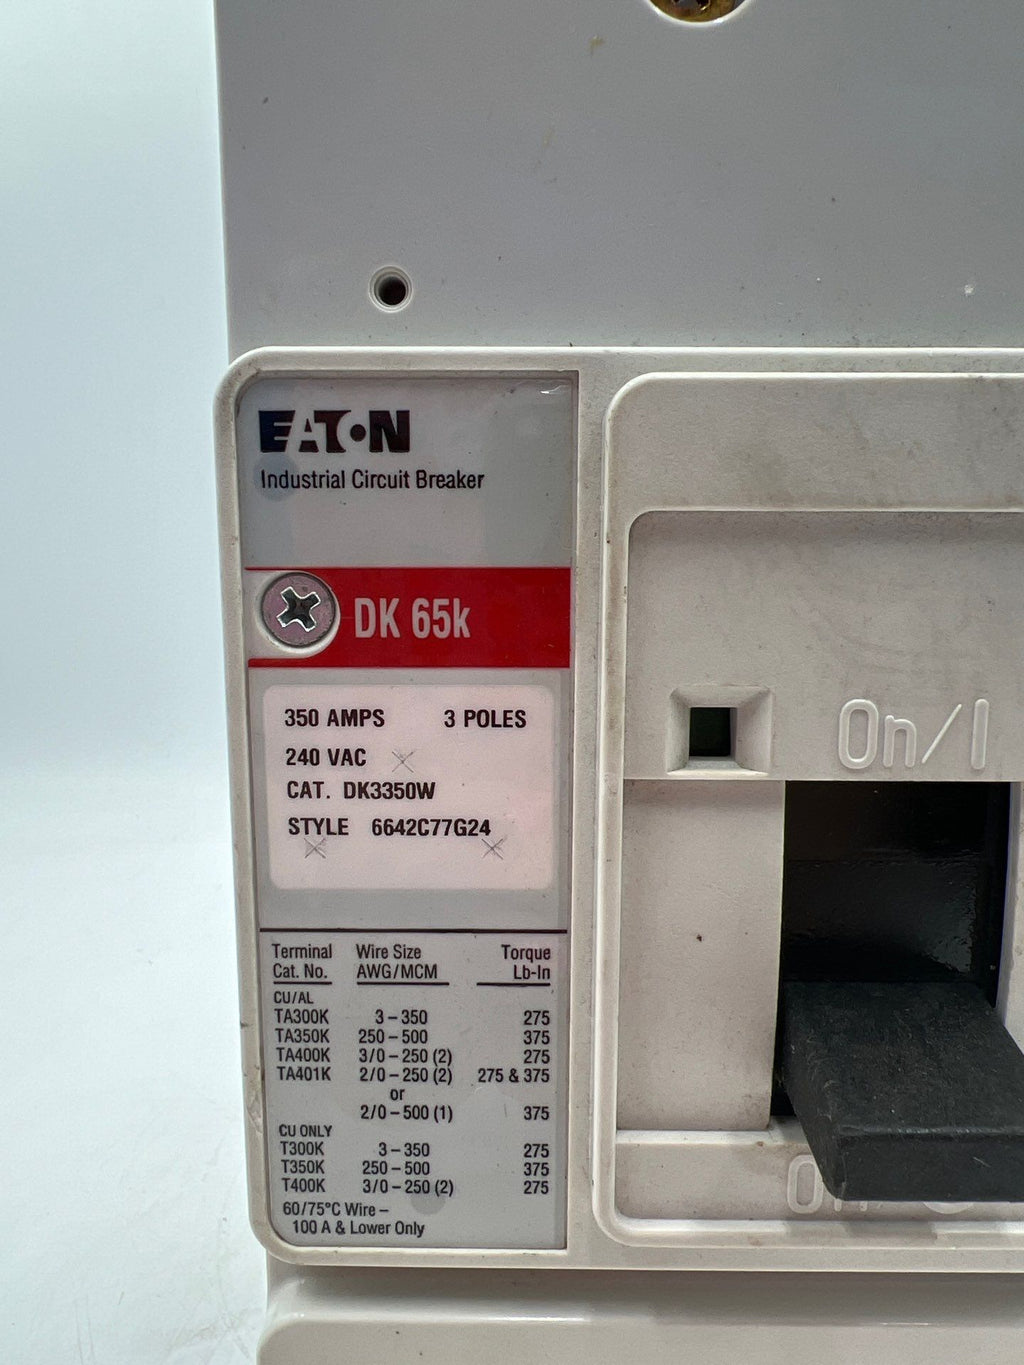 EATON
Industrial Circuit Breaker
DK 65k
350 AMPS 3 POLES
240 VAC
CAT. DK3350W
STYLE 6642C77G24
On/I
Terminal Wire Size Torque
Cat. No. AWG/MCM Lb-In
CU/AL
TA300K 3–350 275
TA350K 250–500 375
TA400K 3/0–250 (2) 275
TA401K 2/0–250 (2) 275 & 375
or
2/0–500 (1) 375
CU ONLY
T300K 3–350 275
T350K 250–500 375
T400K 3/0–250 (2) 275
60/75°C Wire –
100 A & Lower Only